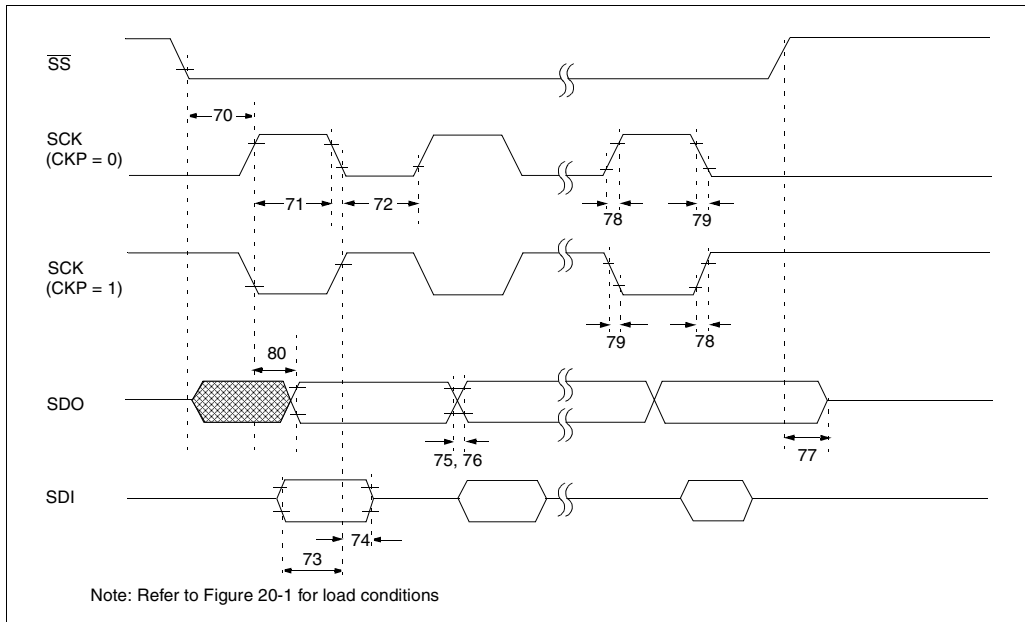 SS
70
SCK
(CKP = 0)
71
72
78
79
SCK
(CKP = 1)
79
78
80
SDO
75, 76
77
SDI
74
73
Note: Refer to Figure 20-1 for load conditions